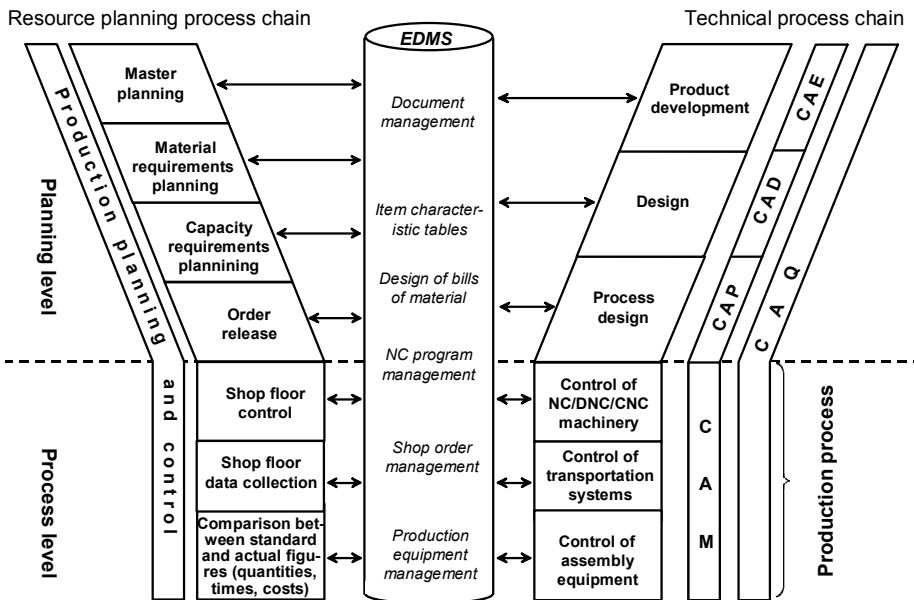 Resource planning process chain
Technical process chain
EDMS
Master
planning
Material
requirements
planning
Capacity
requirements
plannining
Order
release
Production planning
and control
Planning level
Document
management
Item character-
istic tables
Design of bills
of material
NC program
management
Shop order
management
Production
equipment
management
Product
development
Design
Process
design
CAE
CAD
CAP
CAQ
Process level
Shop floor
control
Shop floor
data collection
Comparison bet-
ween standard
and actual figu-
res (quantities,
times, costs)
Control of
NC/DNC/CNC
machinery
Control of
transportation
systems
Control of
assembly
equipment
C
A
M
Production process